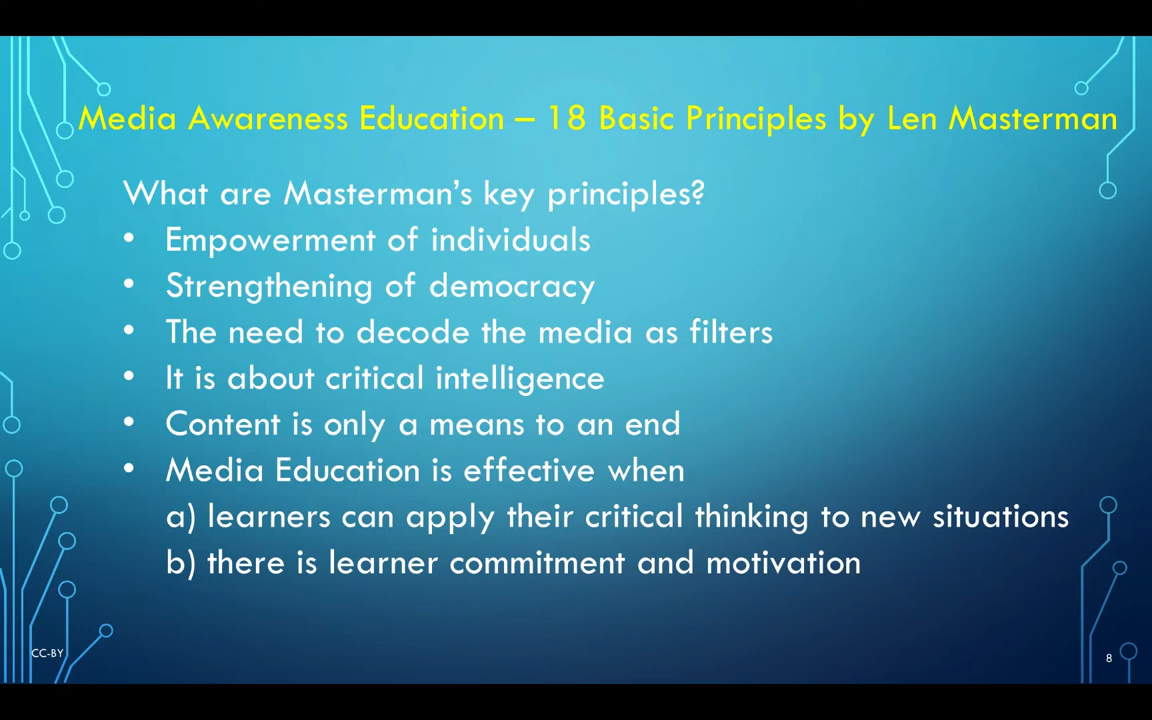 Media Awareness Education – 18 Basic Principles by Len Masterman
What are Masterman's key principles?
• Empowerment of individuals
• Strengthening of democracy
• The need to decode the media as filters
• It is about critical intelligence
• Content is only a means to an end
• Media Education is effective when
a) learners can apply their critical thinking to new situations
b) there is learner commitment and motivation
CC-BY
8